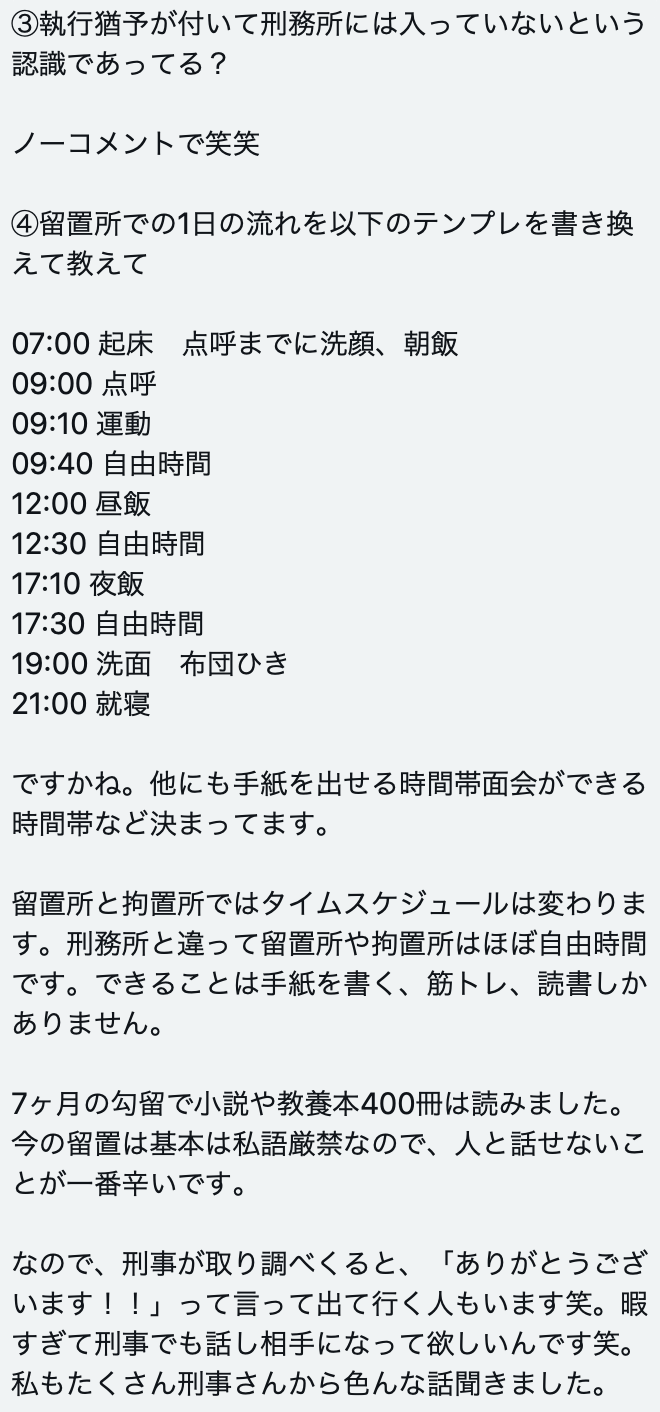 ③執行猶予が付いて刑務所には入っていないという
認識であってる？
ノーコメントで笑笑
④留置所での1日の流れを以下のテンプレを書き換
えて教えて
07:00 起床　点呼までに洗顔、朝飯
09:00 点呼
09:10 運動
09:40 自由時間
12:00 昼飯
12:30 自由時間
17:10 夜飯
17:30 自由時間
19:00 洗面　布団ひき
21:00 就寝
ですかね。他にも手紙を出せる時間帯面会ができる
時間帯など決まってます。
留置所と拘置所ではタイムスケジュールは変わりま
す。刑務所と違って留置所や拘置所はほぼ自由時間
です。できることは手紙を書く、筋トレ、読書しか
ありません。
7ヶ月の勾留で小説や教養本400冊は読みました。
今の留置は基本は私語厳禁なので、人と話せないこ
とが一番辛いです。
なので、刑事が取り調べくると、「ありがとうござ
います！！」って言って出て行く人もいます笑。暇
すぎて刑事でも話し相手になって欲しいんです笑。
私もたくさん刑事さんから色んな話聞きました。